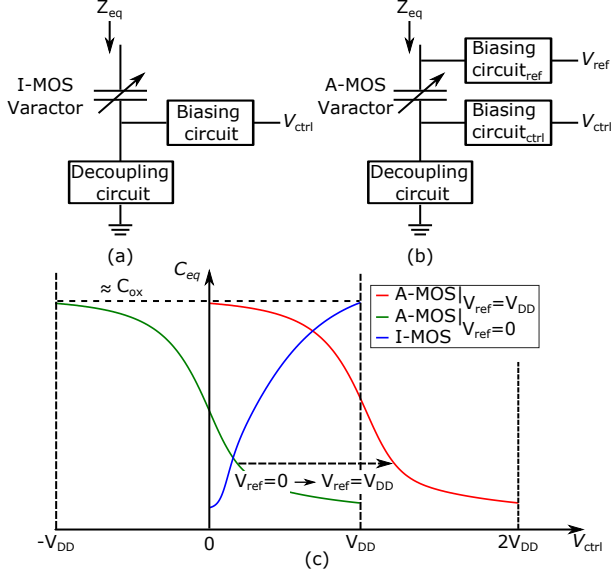 Z_eq
I-MOS
Varactor
Biasing
circuit
V_ctrl
Decoupling
circuit
(a)
Z_eq
A-MOS
Varactor
Biasing
circuit_ref
V_ref
Biasing
circuit_ctrl
V_ctrl
Decoupling
circuit
(b)
C_eq
≈ C_ox
A-MOS|V_ref=V_DD
A-MOS|V_ref=0
I-MOS
V_ref=0 → V_ref=V_DD
-V_DD
0
V_DD
2V_DD
V_ctrl
(c)